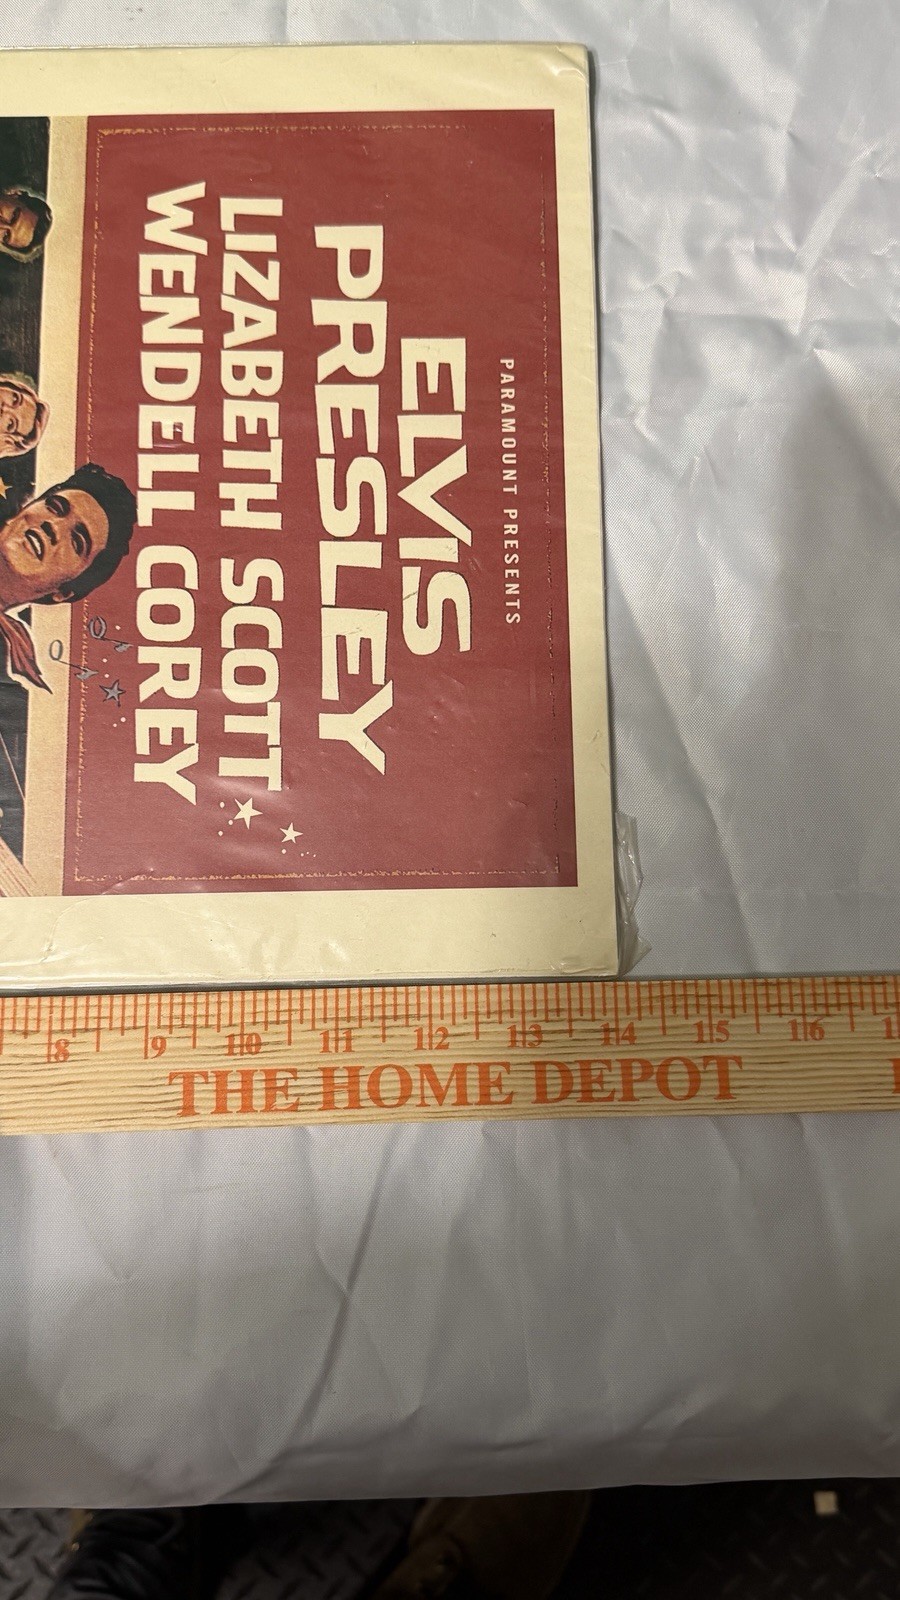 PARAMOUNT PRESENTS
ELVIS
PRESLEY
LIZABETH SCOTT
WENDELL COREY
8 9 10 11 12 13 14 15 16
THE HOME DEPOT